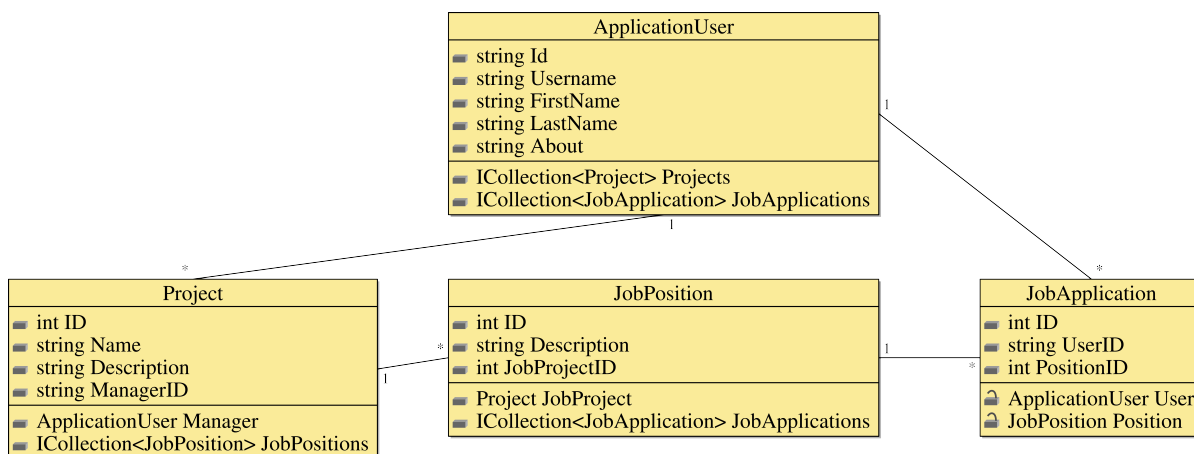 ApplicationUser
string Id
string Username
string FirstName
string LastName
string About
ICollection<Project> Projects
ICollection<JobApplication> JobApplications
1
1
*
*
Project
int ID
string Name
string Description
string ManagerID
ApplicationUser Manager
ICollection<JobPosition> JobPositions
1
*
JobPosition
int ID
string Description
int JobProjectID
Project JobProject
ICollection<JobApplication> JobApplications
1
*
JobApplication
int ID
string UserID
int PositionID
ApplicationUser User
JobPosition Position